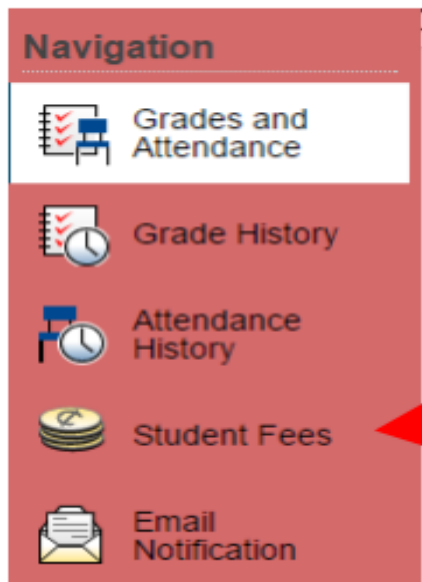 Navigation
Grades and
Attendance
Grade History
Attendance
History
Student Fees
Email
Notification